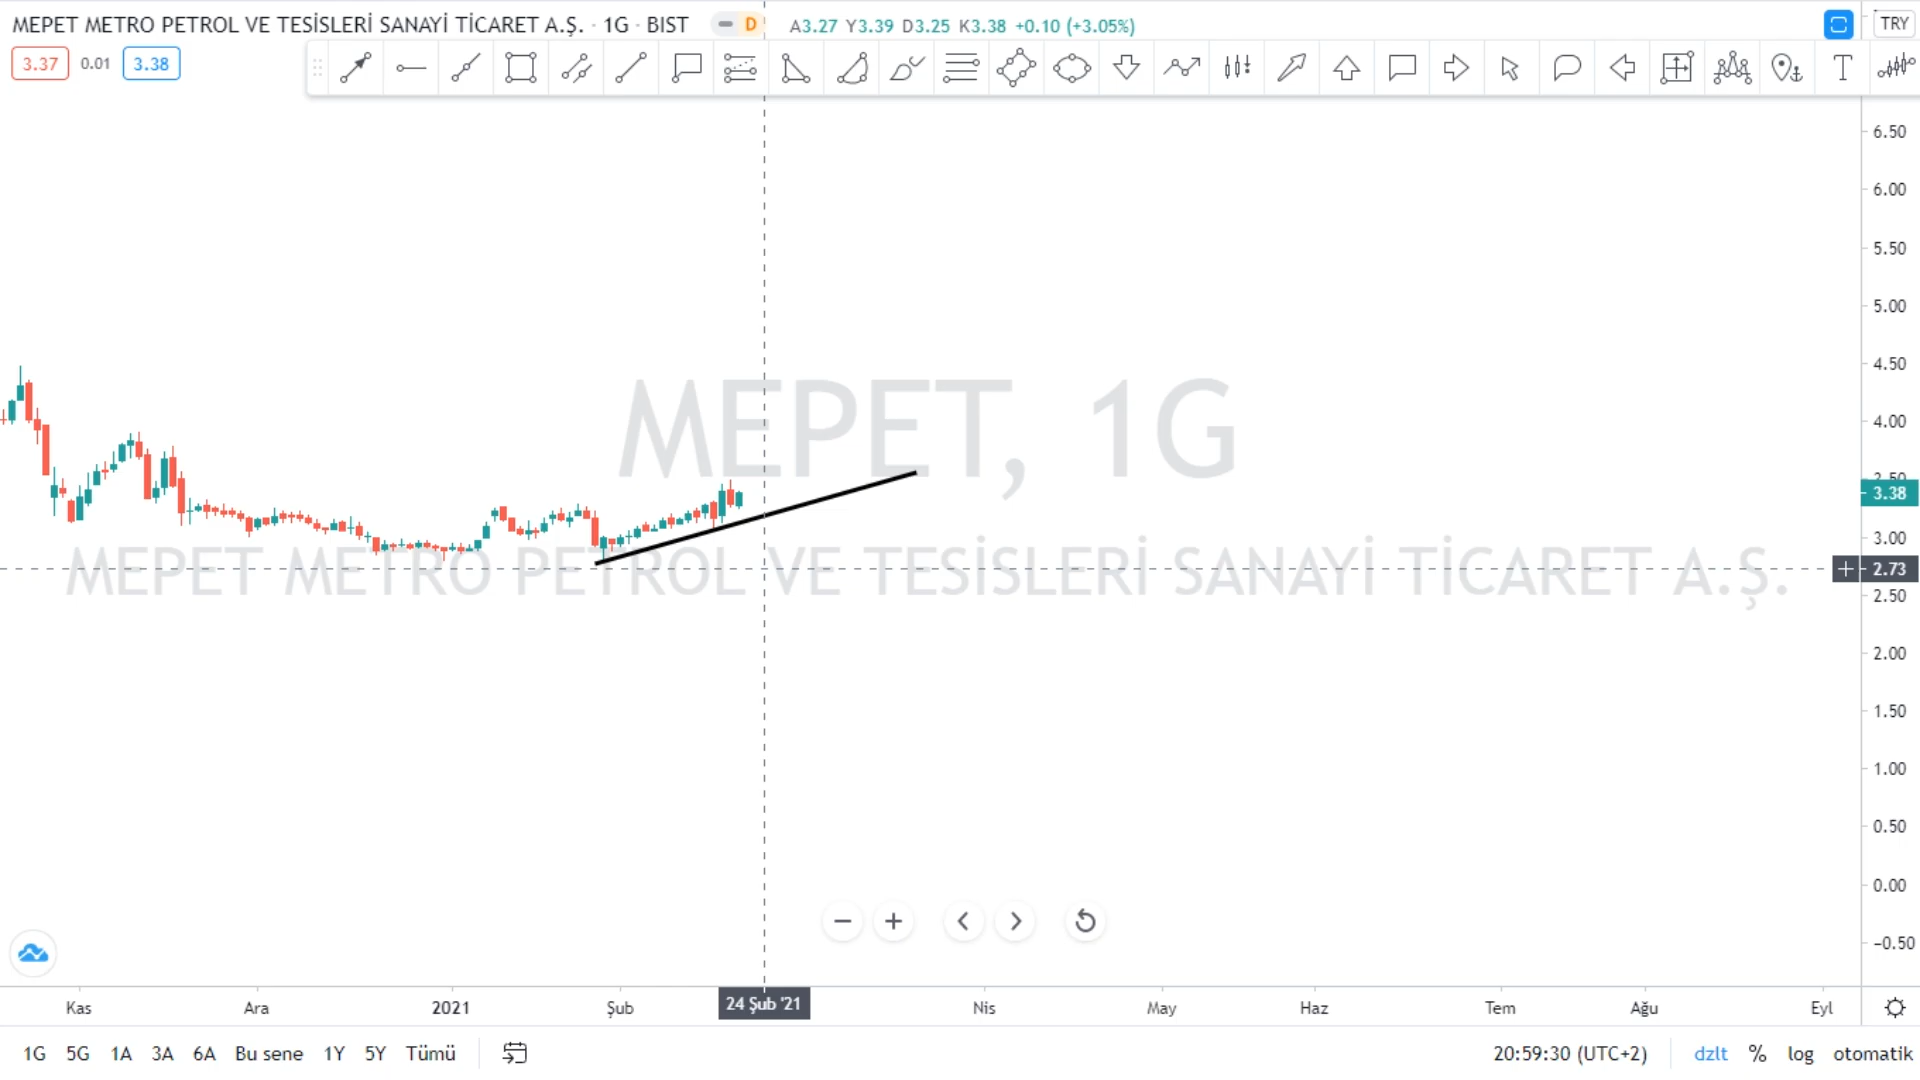 MEPET METRO PETROL VE TESİSLERİ SANAYİ TİCARET A.Ş. · 1G · BIST D A3.27 Y3.39 D3.25 K3.38 +0.10 (+3.05%) TRY
3.37 0.01 3.38
T
6.50
6.00
5.50
5.00
4.50
4.00
3.50
3.38
3.00
2.73
2.50
2.00
1.50
1.00
0.50
0.00
−0.50
MEPET, 1G
MEPET METRO PETROL VE TESİSLERİ SANAYİ TİCARET A.Ş.
Kas Ara 2021 Şub 24 Şub '21 Nis May Haz Tem Ağu Eyl
1G 5G 1A 3A 6A Bu sene 1Y 5Y Tümü 20:59:30 (UTC+2) dzlt % log otomatik